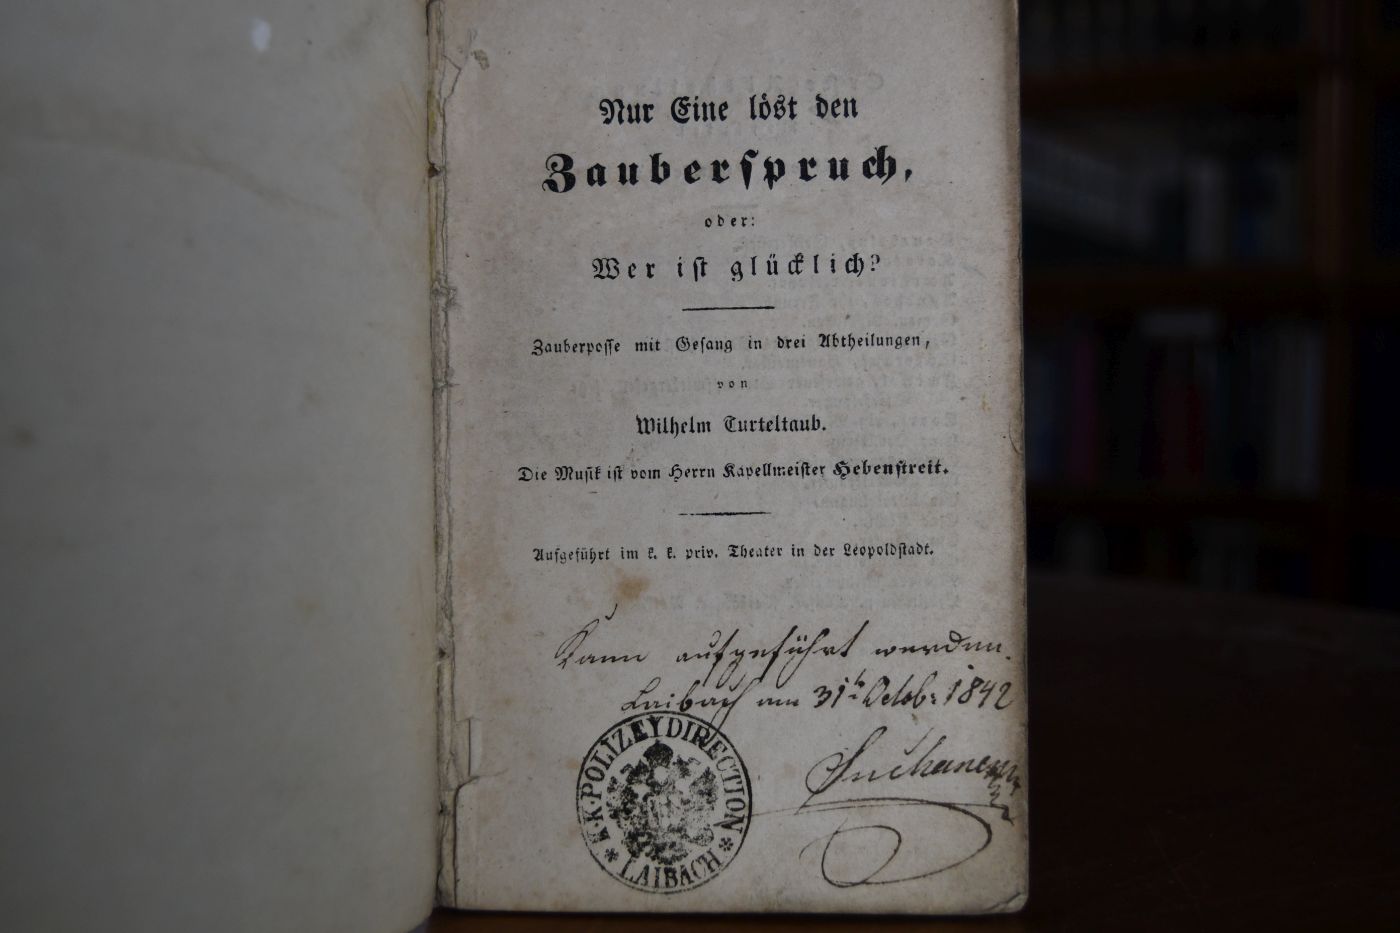 Nur Eine löst den
Zauberspruch,
oder:
Wer ist glücklich?
Zauberposse mit Gesang in drei Abtheilungen,
von
Wilhelm Turteltaub.
Die Musik ist vom Herrn Kapellmeister Hebenstreit.
Aufgeführt im k. k. priv. Theater in der Leopoldstadt.
Kann aufgeführt werden.
Laibach am 31t Octob: 1842
K.K. POLIZEYDIRECTION
* LAIBACH *